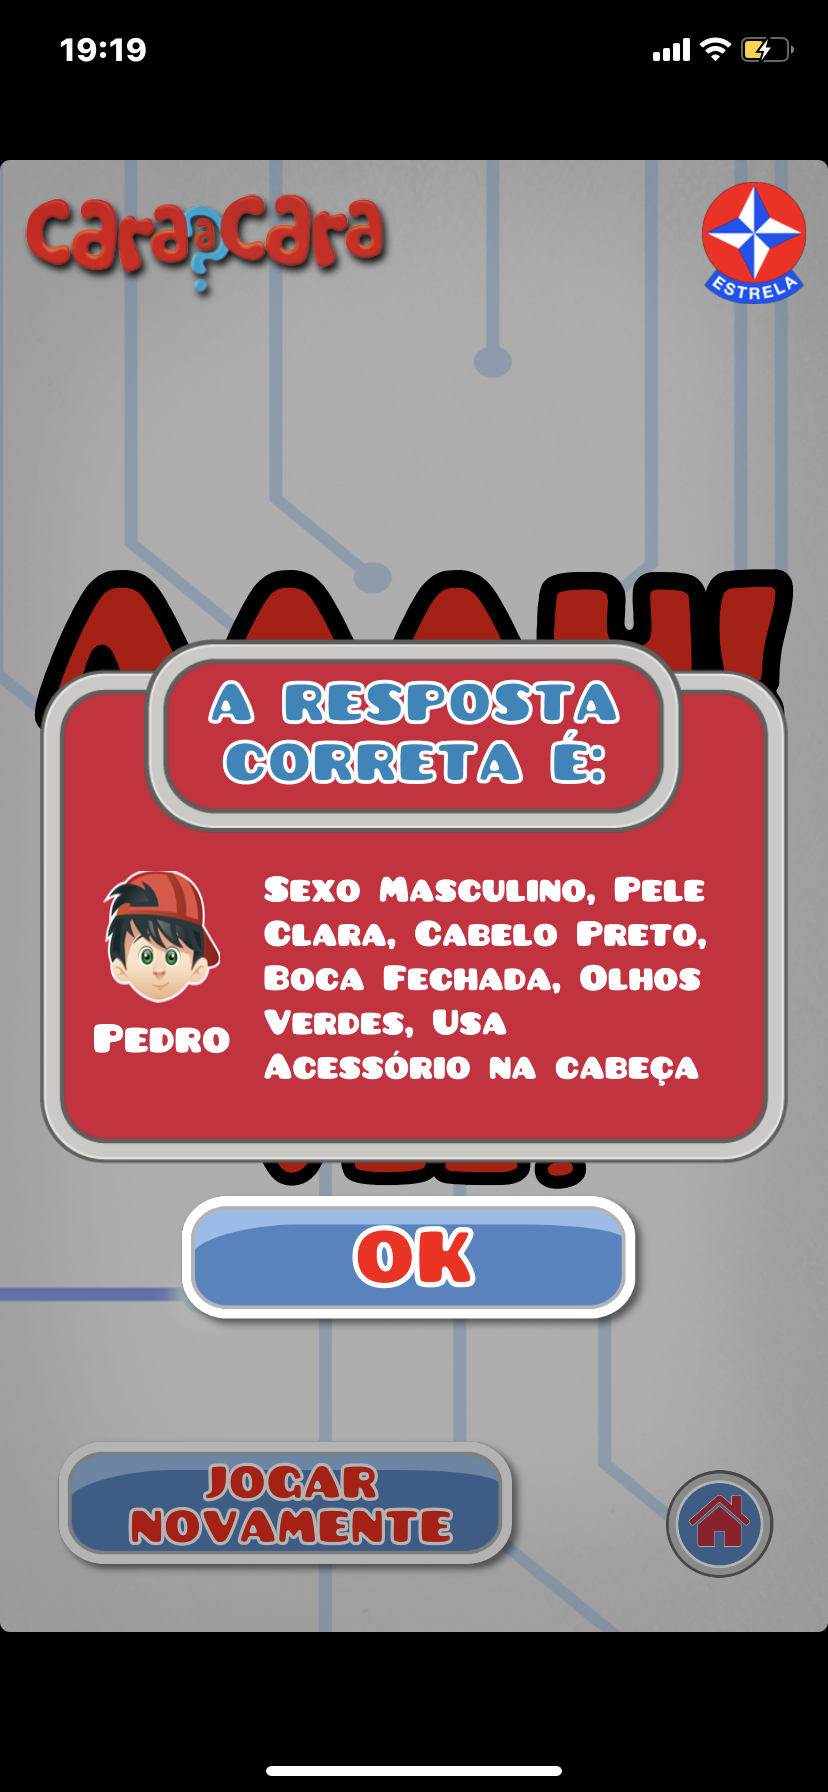 19:19
cara a cara
ESTRELA
A RESPOSTA
CORRETA É:
SEXO MASCULINO, PELE
CLARA, CABELO PRETO,
BOCA FECHADA, OLHOS
VERDES, USA
ACESSÓRIO NA CABEÇA
PEDRO
OK
JOGAR
NOVAMENTE